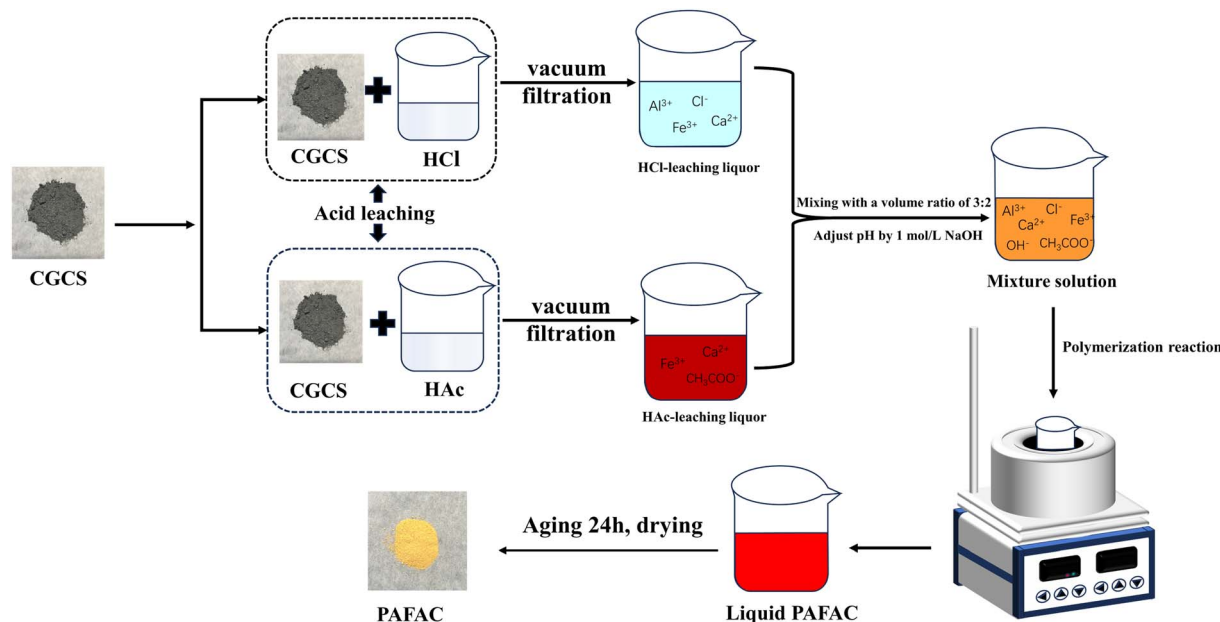 CGCS
CGCS
HCl
vacuum
filtration
Al³⁺ Cl⁻
Fe³⁺ Ca²⁺
HCl-leaching liquor
Acid leaching
CGCS
HAc
vacuum
filtration
Fe³⁺ Ca²⁺
CH₃COO
HAc-leaching liquor
Mixing with a volume ratio of 3:2
Adjust pH by 1 mol/L NaOH
Al³⁺ Cl⁻ Fe³⁺
Ca²⁺
OH⁻ CH₃COO⁻
Mixture solution
Polymerization reaction
Liquid PAFAC
Aging 24h, drying
PAFAC